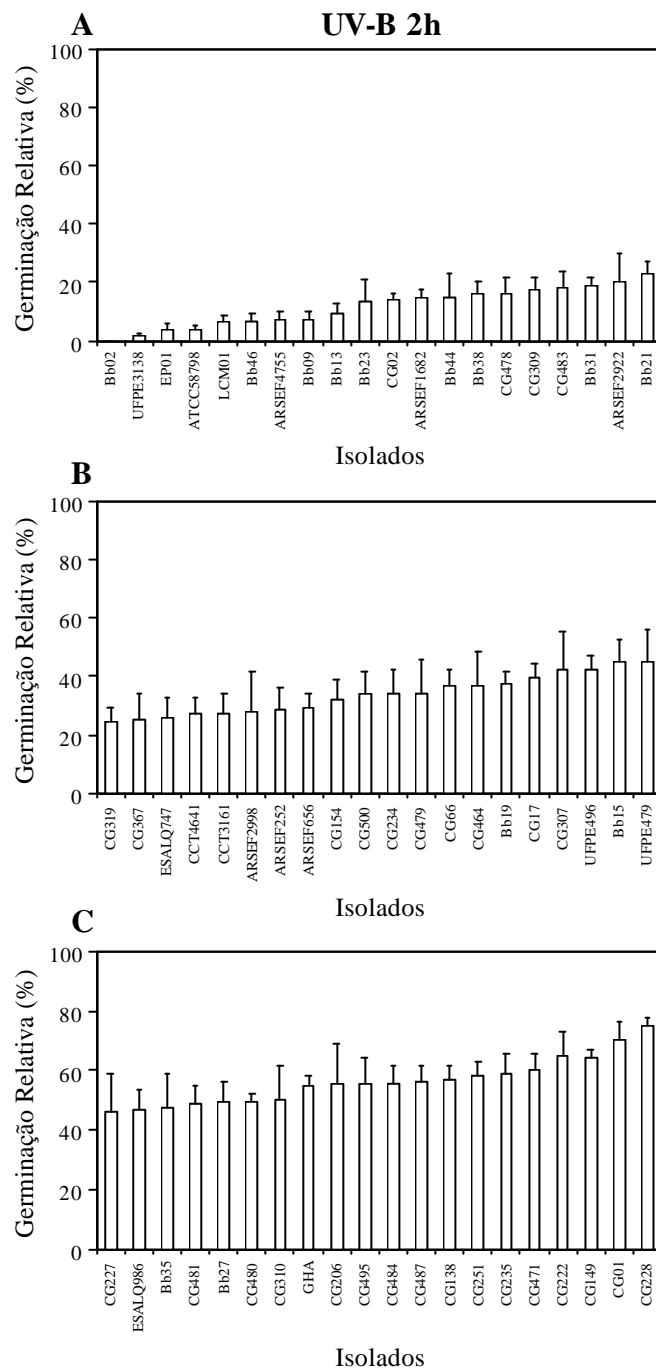 A
UV-B 2h
Germinação Relativa (%)
100
80
60
40
20
0
Bb02
UFPE3138
EP01
ATCC58798
LCM01
Bb46
ARSEF4755
Bb09
Bb13
Bb23
CG02
ARSEF1682
Bb44
Bb38
CG478
CG309
CG483
Bb31
ARSEF2922
Bb21
Isolados
B
Germinação Relativa (%)
100
80
60
40
20
0
CG319
CG367
ESALQ747
CCT4641
CCT3161
ARSEF2998
ARSEF252
ARSEF656
CG154
CG500
CG234
CG479
CG66
CG464
Bb19
CG17
CG307
UFPE496
Bb15
UFPE479
Isolados
C
Germinação Relativa (%)
100
80
60
40
20
0
CG227
ESALQ986
Bb35
CG481
Bb27
CG480
CG310
GHA
CG206
CG495
CG484
CG487
CG138
CG251
CG235
CG471
CG222
CG149
CG01
CG228
Isolados